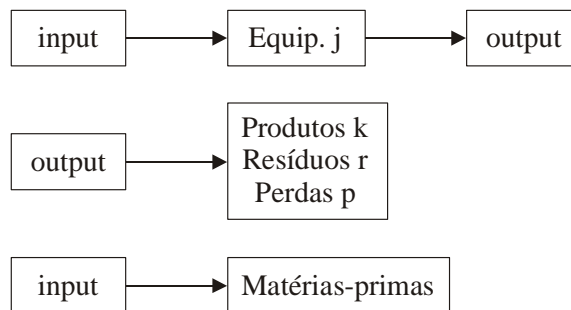 input
Equip. j
output
output
Produtos k
Resíduos r
Perdas p
input
Matérias-primas